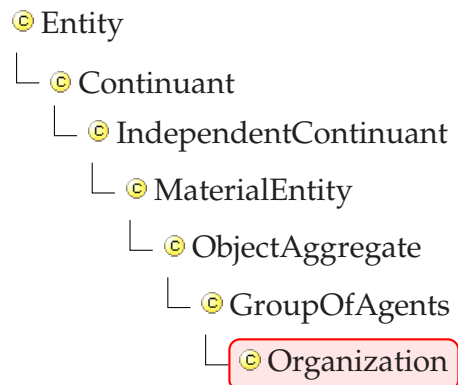 Entity
Continuant
IndependentContinuant
MaterialEntity
ObjectAggregate
GroupOfAgents
Organization